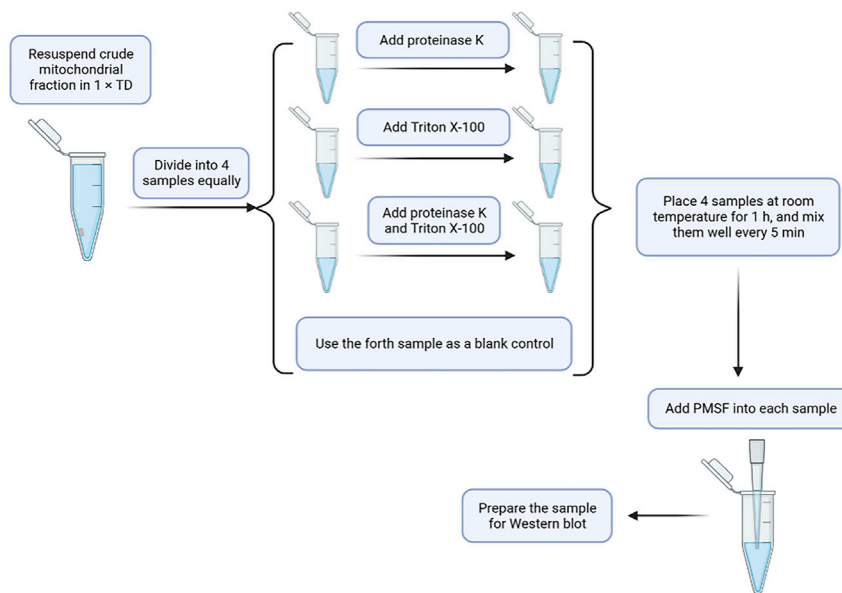 Resuspend crude
mitochondrial
fraction in 1 × TD
Divide into 4
samples equally
Add proteinase K
Add Triton X-100
Add proteinase K
and Triton X-100
Use the forth sample as a blank control
Place 4 samples at room
temperature for 1 h, and mix
them well every 5 min
Add PMSF into each sample
Prepare the sample
for Western blot